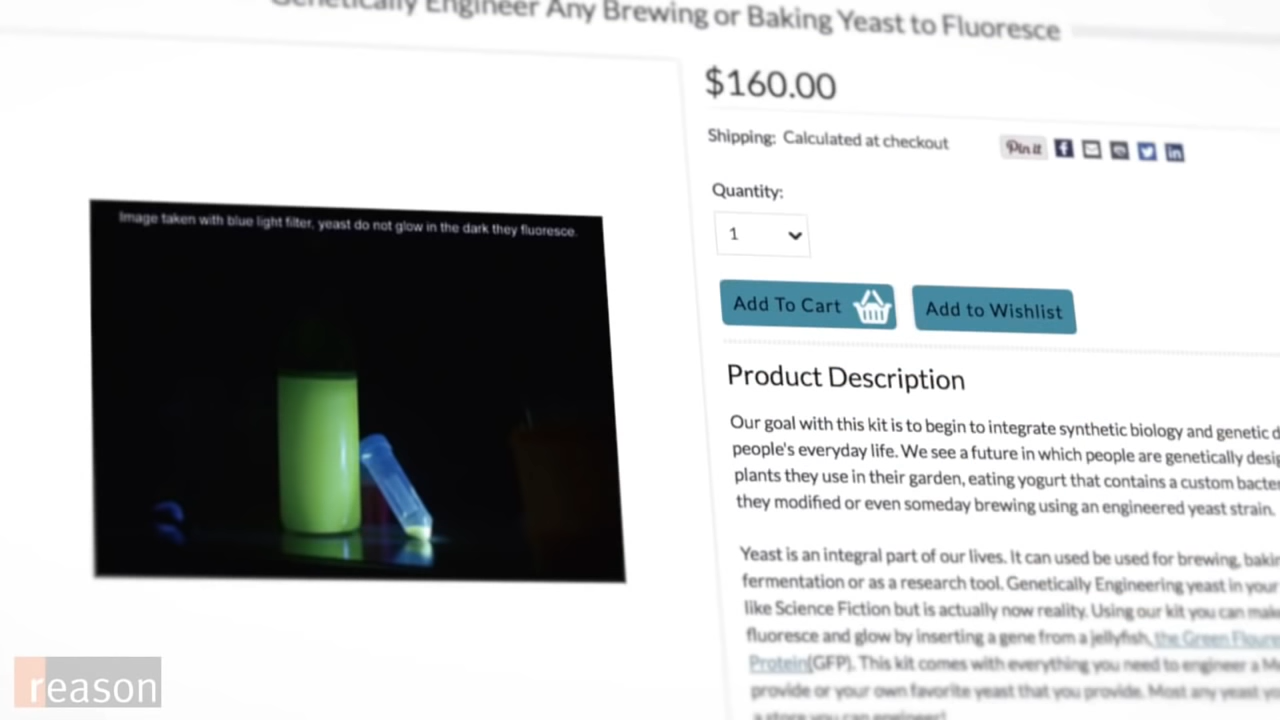 Genetically Engineer Any Brewing or Baking Yeast to Fluoresce
$160.00
Shipping: Calculated at checkout
Pin it
Quantity:
1
Add To Cart
Add to Wishlist
Image taken with blue light filter, yeast do not glow in the dark they fluoresce.
Product Description
Our goal with this kit is to begin to integrate synthetic biology and genetic
people's everyday life. We see a future in which people are genetically
plants they use in their garden, eating yogurt that contains a custom
they modified or even someday brewing using an engineered yeast strain.
Yeast is an integral part of our lives. It can used be used for brewing,
fermentation or as a research tool. Genetically Engineering yeast in your
like Science Fiction but is actually now reality. Using our kit you can
fluoresce and glow by inserting a gene from a jellyfish, the Green
Protein(GFP). This kit comes with everything you need to engineer a
provide or your own favorite yeast that you provide. Most any yeast
a store you can engineer!
reason